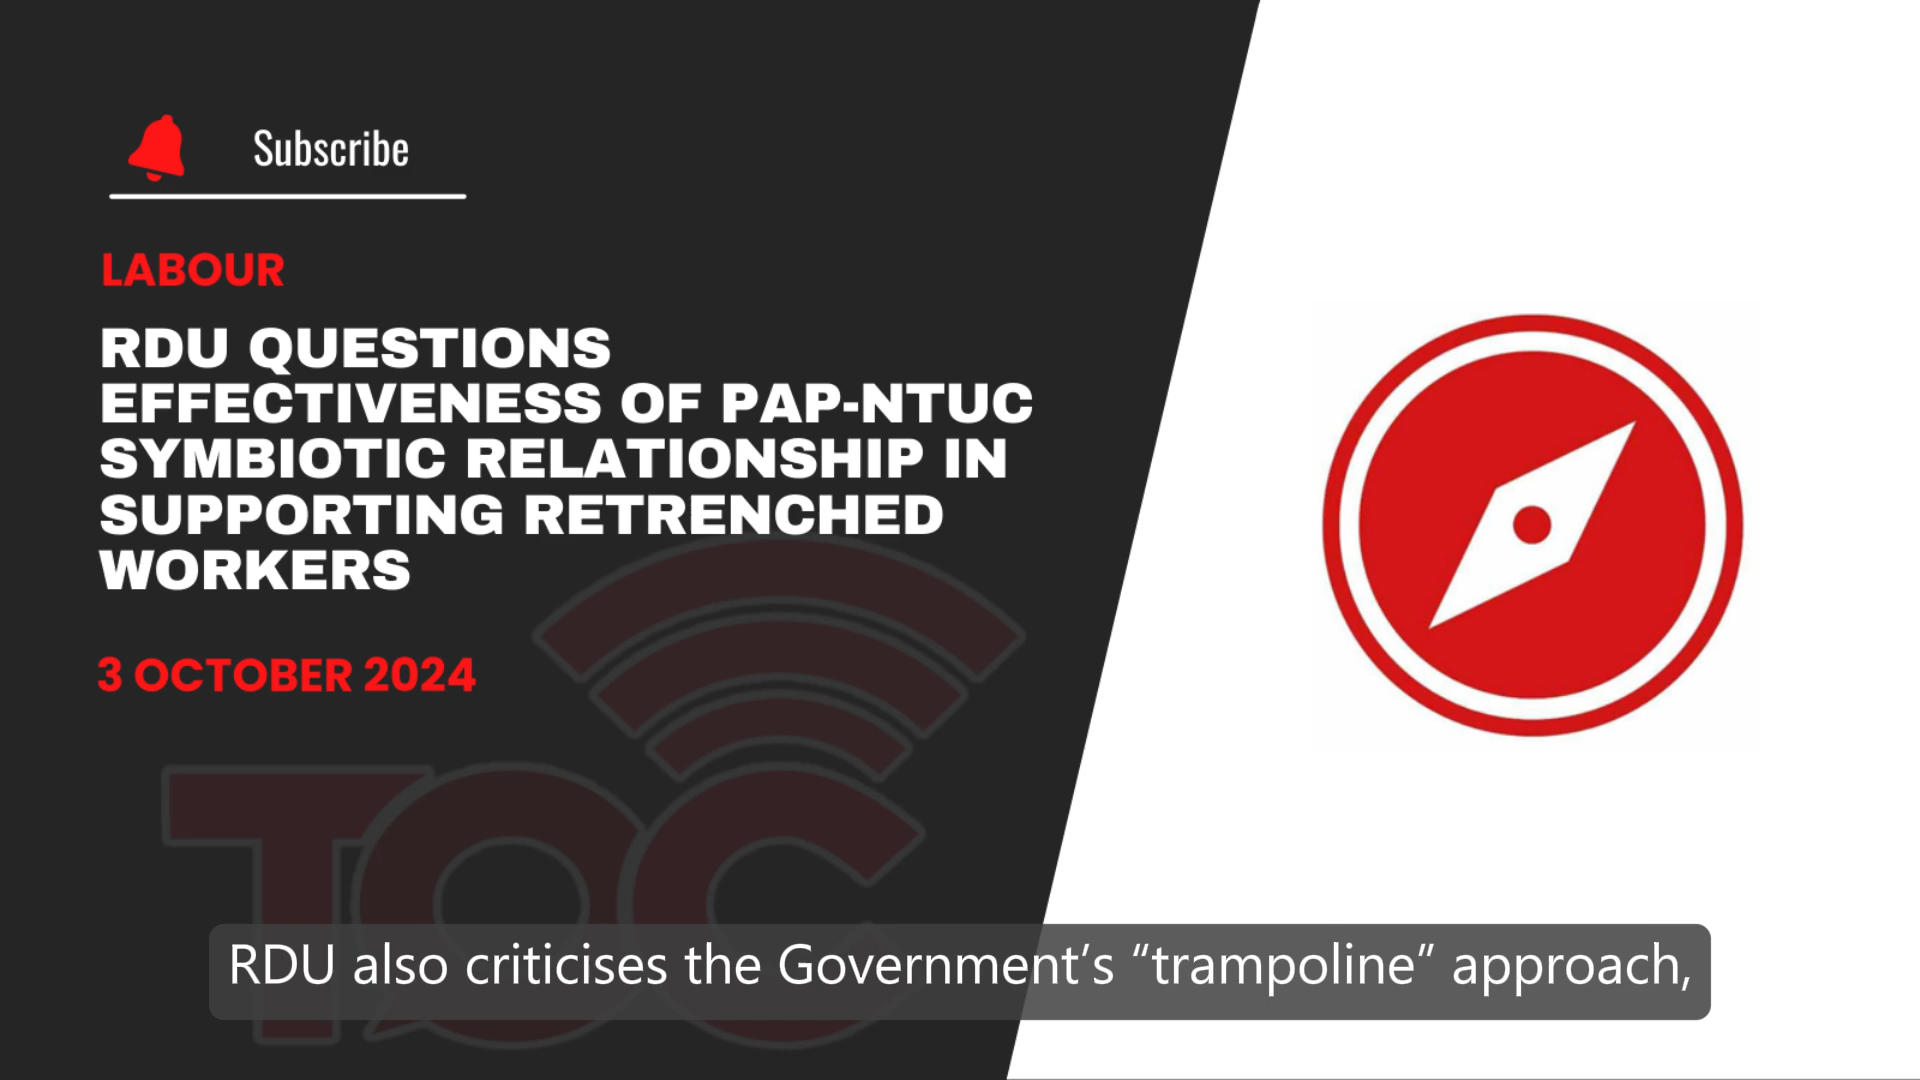 Subscribe
LABOUR
RDU QUESTIONS
EFFECTIVENESS OF PAP-NTUC
SYMBIOTIC RELATIONSHIP IN
SUPPORTING RETRENCHED
WORKERS
3 OCTOBER 2024
TOC
RDU also criticises the Government’s “trampoline” approach,